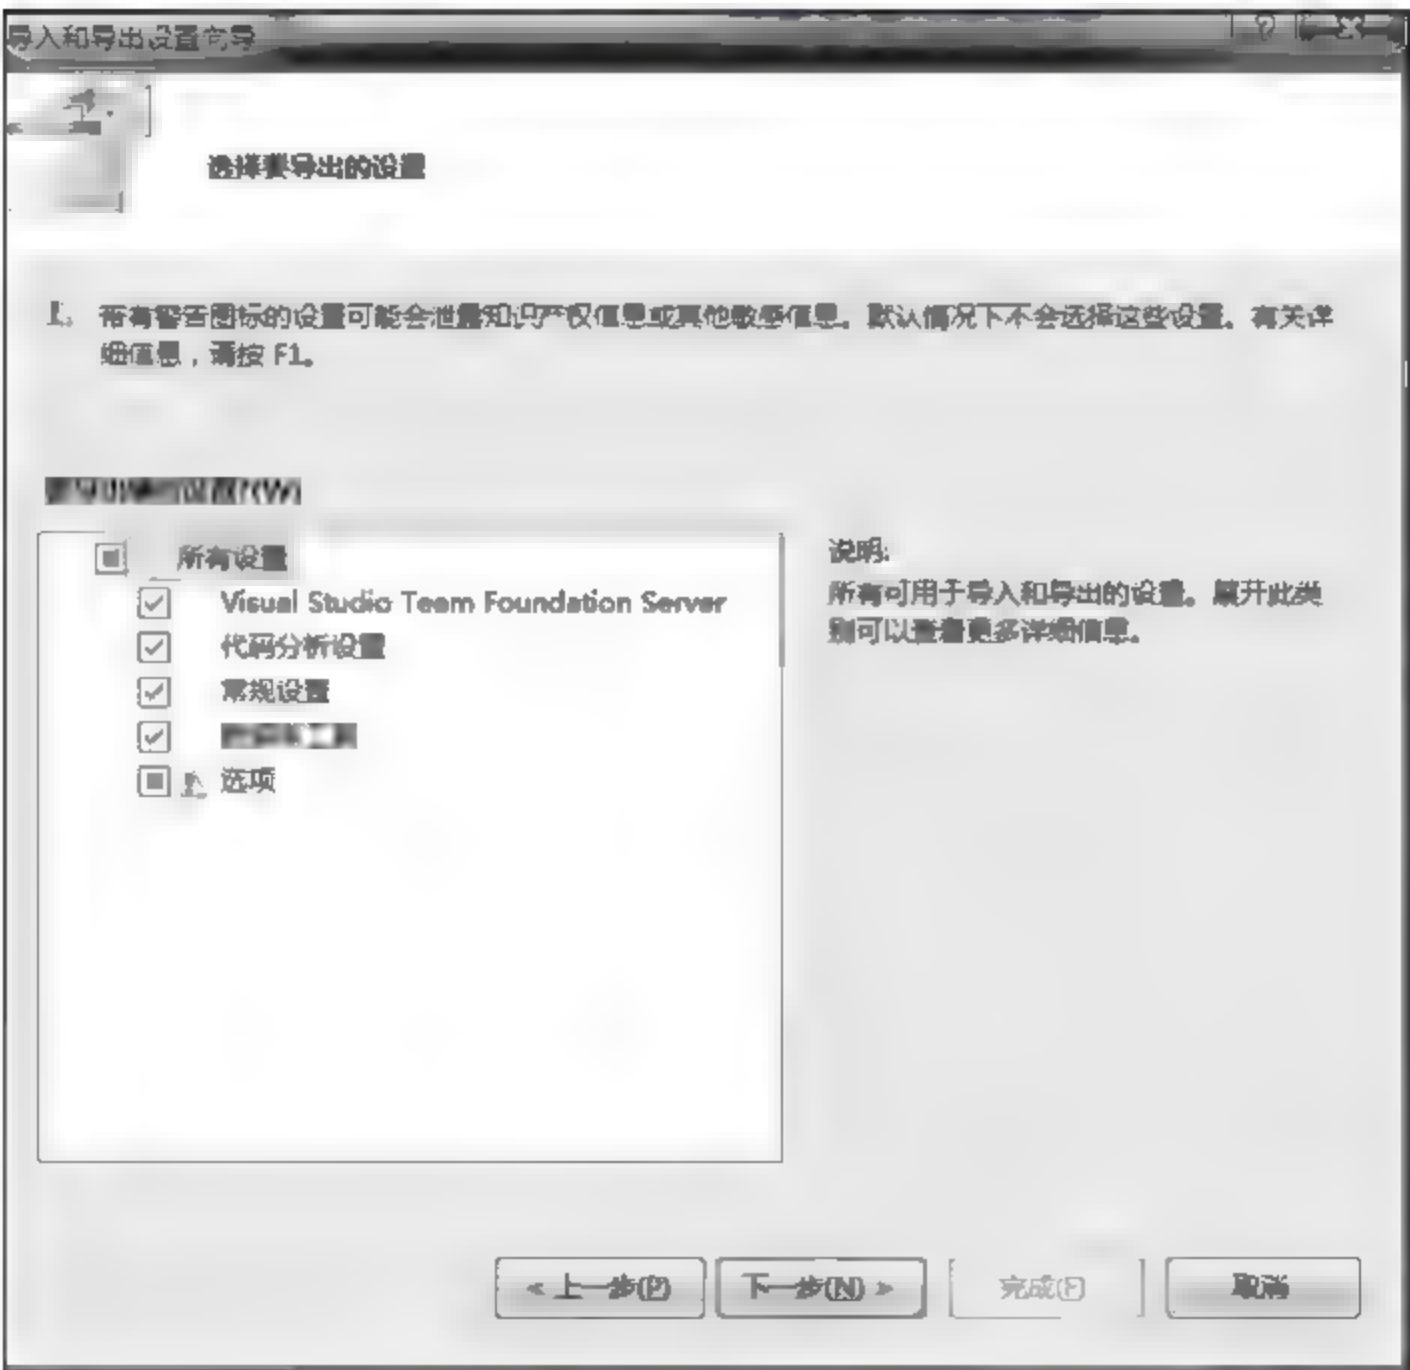 导入和导出设置向导
选择要导出的设置
带有警告图标的设置可能会泄露知识产权信息或其他敏感信息。默认情况下不会选择这些设置。有关详
细信息，请按 F1。
所有设置
Visual Studio Team Foundation Server
代码分析设置
常规设置
选项
说明:
所有可用于导入和导出的设置。展开此类
别可以查看更多详细信息。
< 上一步(P)
下一步(N) >
完成(F)
取消